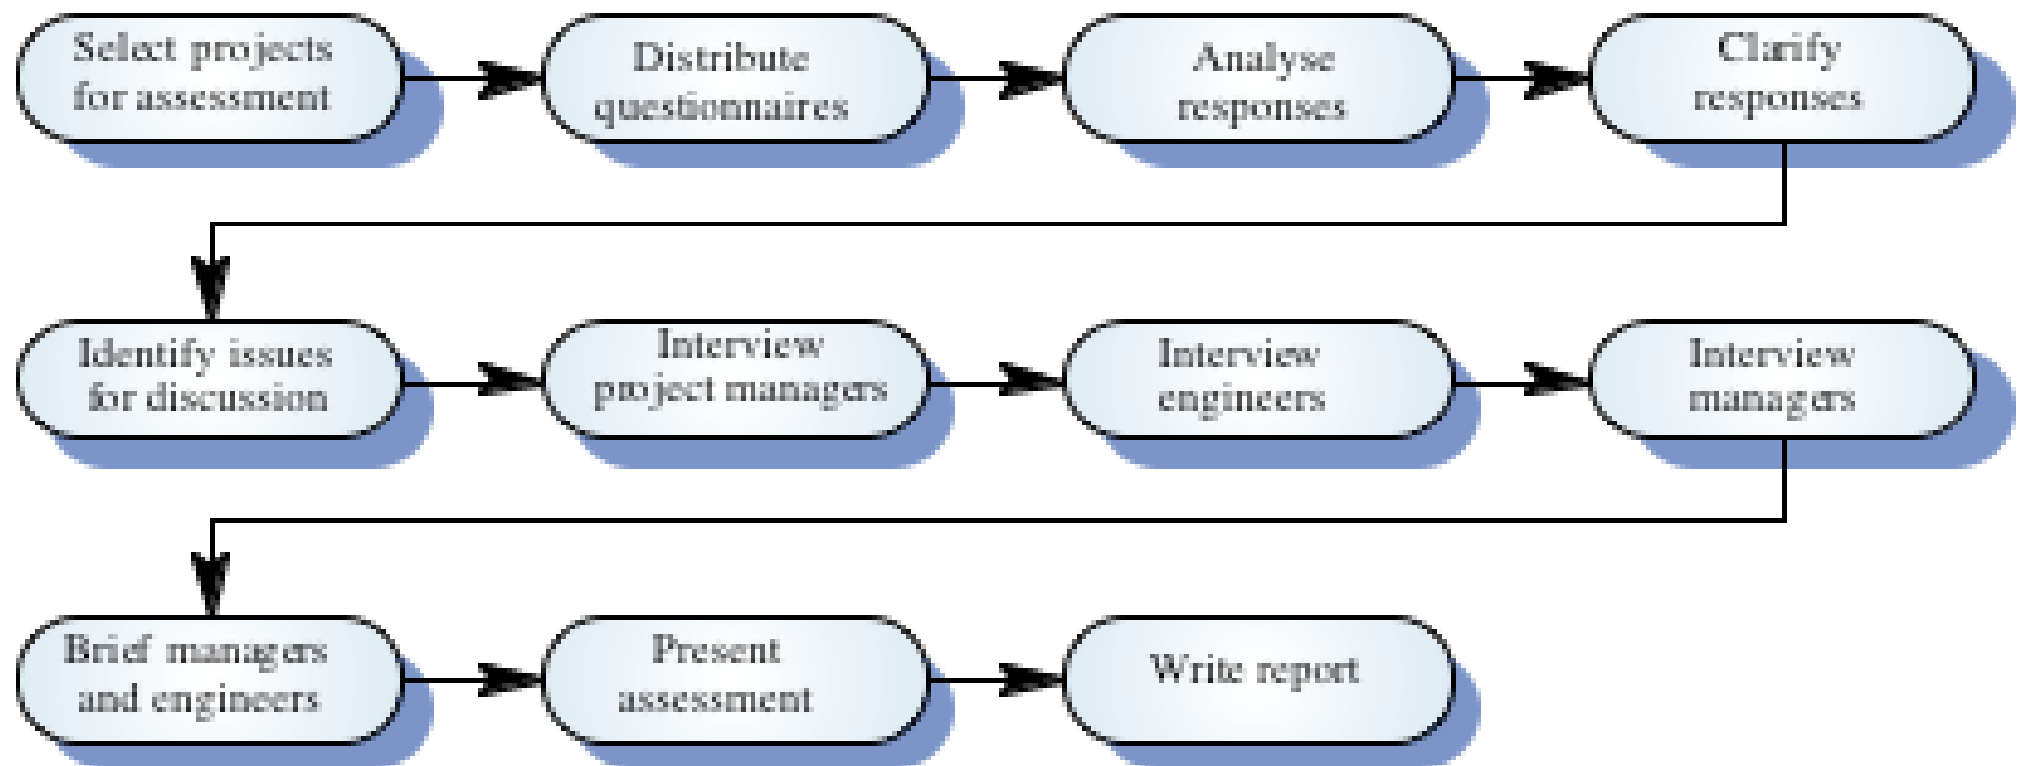 Select projects
for assessment
Distribute
questionnaires
Analyse
responses
Clarify
responses
Identify issues
for discussion
Interview
project managers
Interview
engineers
Interview
managers
Brief managers
and engineers
Present
assessment
Write report